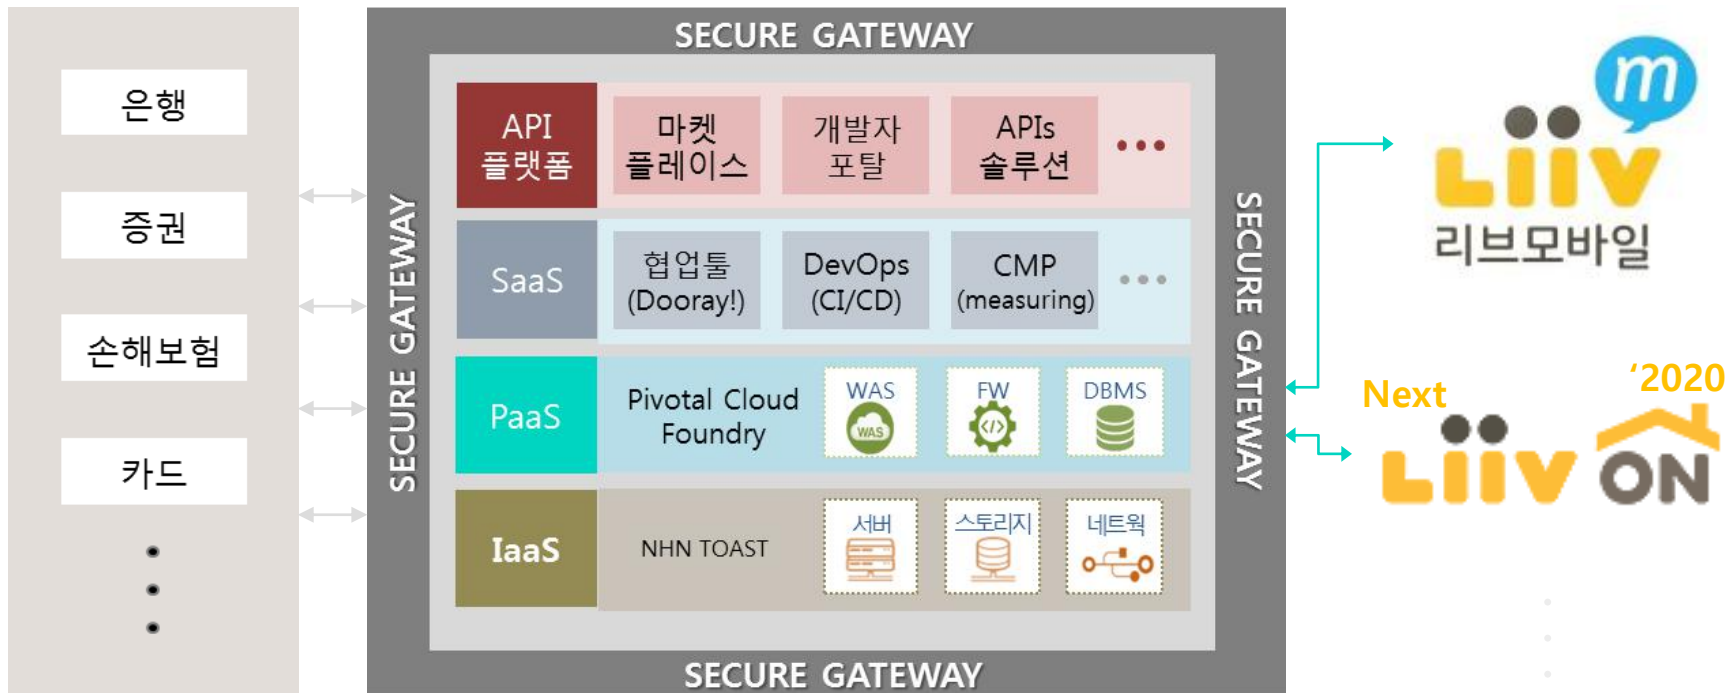 은행
증권
손해보험
카드
SECURE GATEWAY
SECURE GATEWAY
API
플랫폼
마켓
플레이스
개발자
포탈
APIs
솔루션
SaaS
협업툴
(Dooray!)
DevOps
(CI/CD)
CMP
(measuring)
PaaS
Pivotal Cloud
Foundry
WAS
WAS
FW
</>
DBMS
IaaS
NHN TOAST
서버
스토리지
네트웍
SECURE GATEWAY
SECURE GATEWAY
m
Liiv
리브모바일
Next
‘2020
Liiv ON